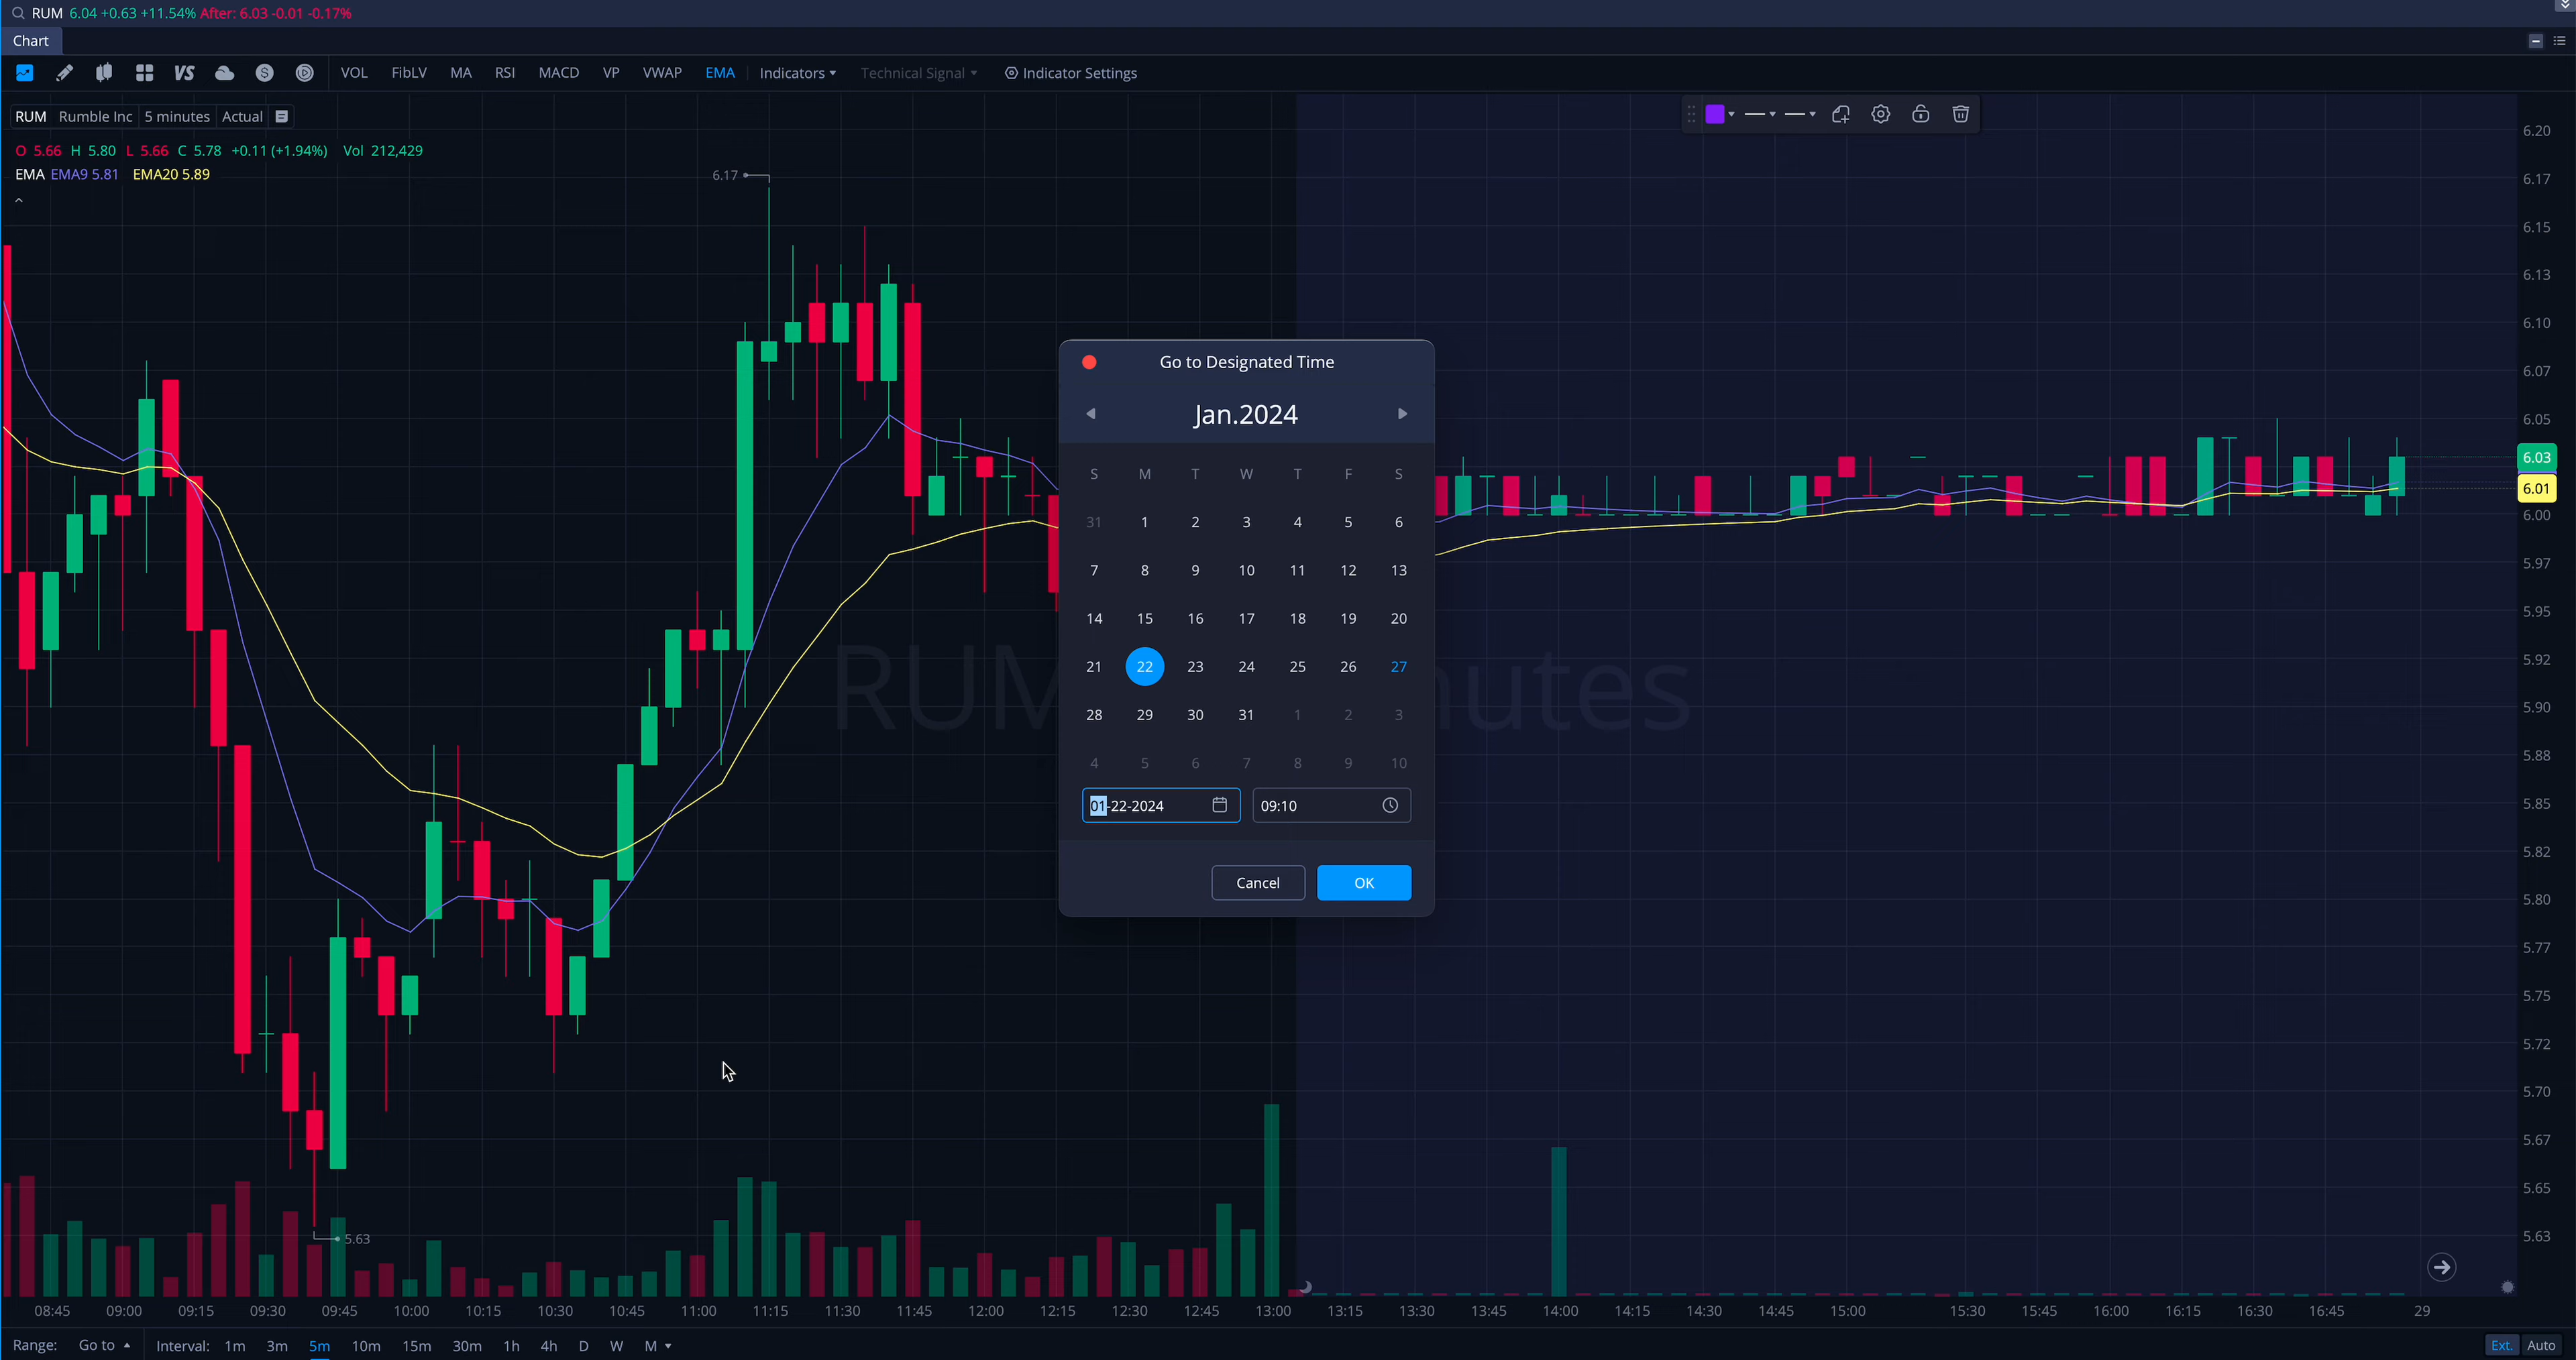 RUM 6.04 +0.63 +11.54% After: 6.03 -0.01 -0.17%
Chart
VS VOL FibLV MA RSI MACD VP VWAP EMA Indicators Technical Signal Indicator Settings
RUM Rumble Inc 5 minutes Actual
O 5.66 H 5.80 L 5.66 C 5.78 +0.11 (+1.94%) Vol 212,429
EMA EMA9 5.81 EMA20 5.89
6.17
5.63
Go to Designated Time
Jan.2024
S M T W T F S
31 1 2 3 4 5 6
7 8 9 10 11 12 13
14 15 16 17 18 19 20
21 22 23 24 25 26 27
28 29 30 31 1 2 3
4 5 6 7 8 9 10
01-22-2024 09:10
Cancel OK
RUM
nutes
6.20
6.17
6.15
6.13
6.10
6.07
6.05
6.03
6.01
6.00
5.97
5.95
5.92
5.90
5.88
5.85
5.82
5.80
5.77
5.75
5.72
5.70
5.67
5.65
5.63
08:45 09:00 09:15 09:30 09:45 10:00 10:15 10:30 10:45 11:00 11:15 11:30 11:45 12:00 12:15 12:30 12:45 13:00 13:15 13:30 13:45 14:00 14:15 14:30 14:45 15:00 15:30 15:45 16:00 16:15 16:30 16:45 29
Range: Go to Interval: 1m 3m 5m 10m 15m 30m 1h 4h D W M Ext. Auto